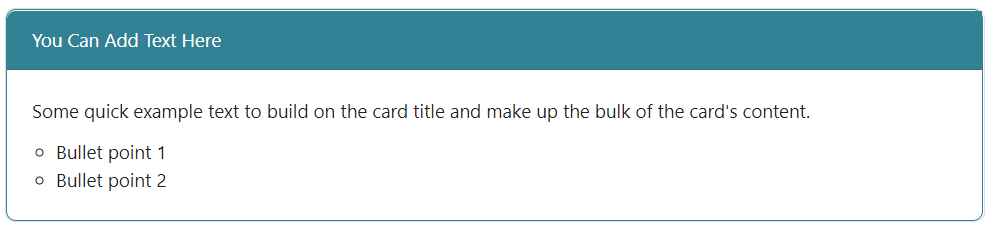 You Can Add Text Here
Some quick example text to build on the card title and make up the bulk of the card's content.
Bullet point 1
Bullet point 2